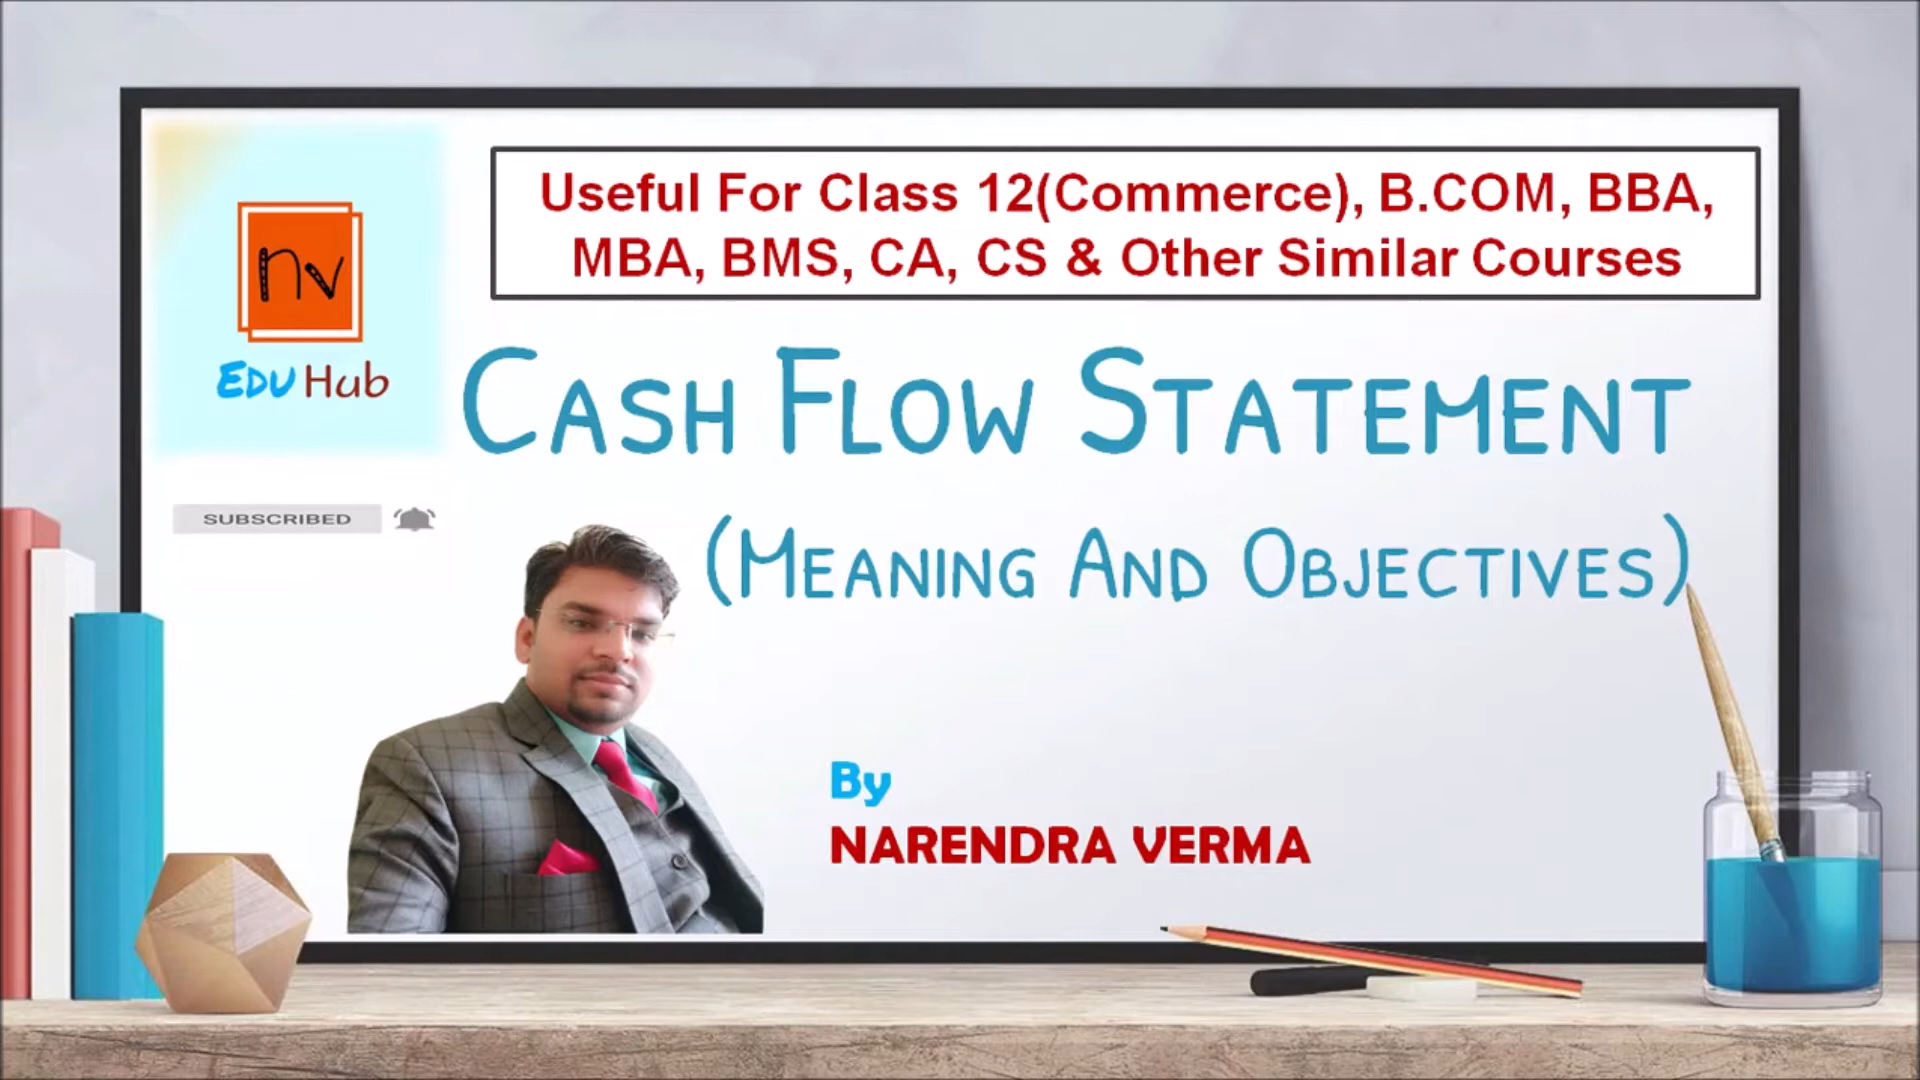 Useful For Class 12(Commerce), B.COM, BBA,
MBA, BMS, CA, CS & Other Similar Courses
nv
EDU Hub
CASH FLOW STATEMENT
SUBSCRIBED
(MEANING AND OBJECTIVES)
By
NARENDRA VERMA